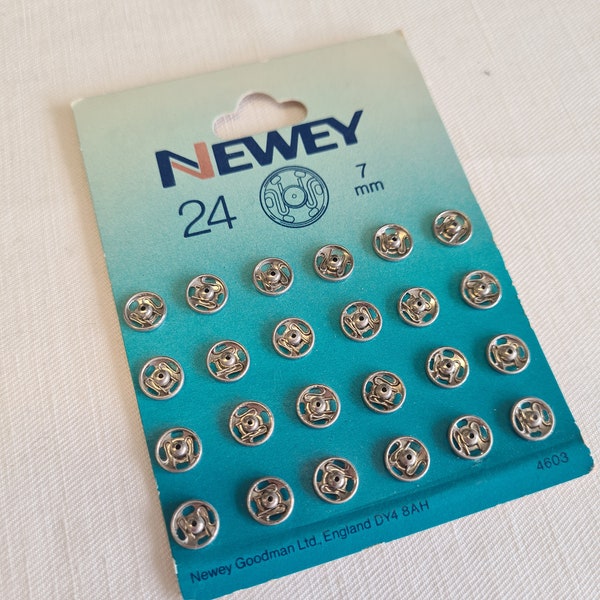 NEWEY
24
7
mm
4603
Newey Goodman Ltd., England DY4 8AH